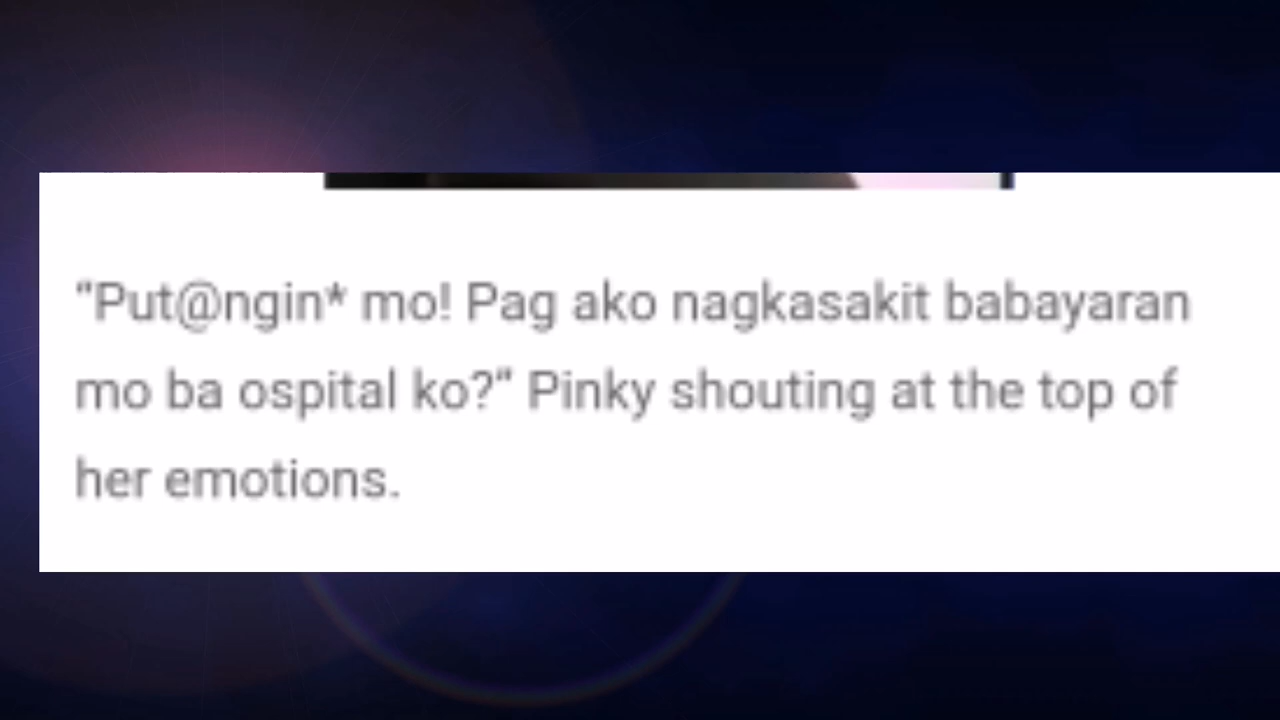 “Put@ngin* mo! Pag ako nagkasakit babayaran
mo ba ospital ko?” Pinky shouting at the top of
her emotions.